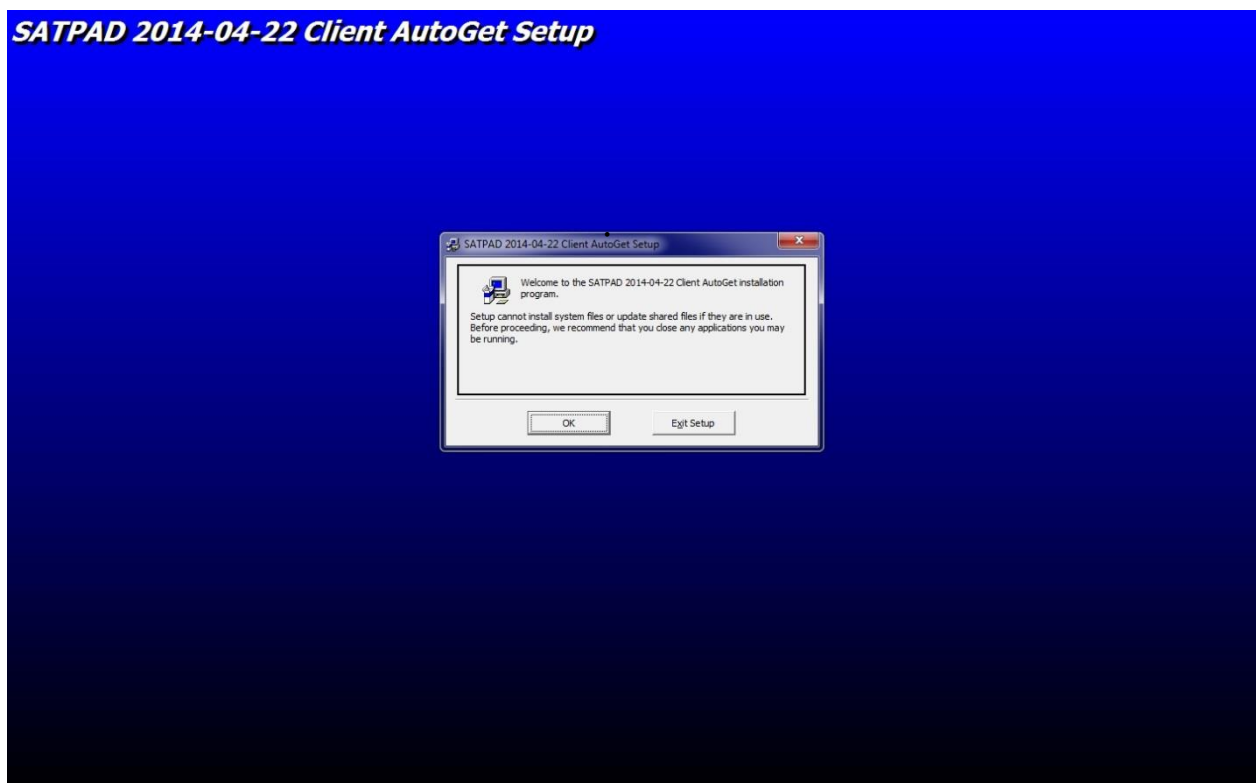 SATPAD 2014-04-22 Client AutoGet Setup
SATPAD 2014-04-22 Client AutoGet Setup
Welcome to the SATPAD 2014-04-22 Client AutoGet installation
program.
Setup cannot install system files or update shared files if they are in use.
Before proceeding, we recommend that you close any applications you may
be running.
OK
Exit Setup